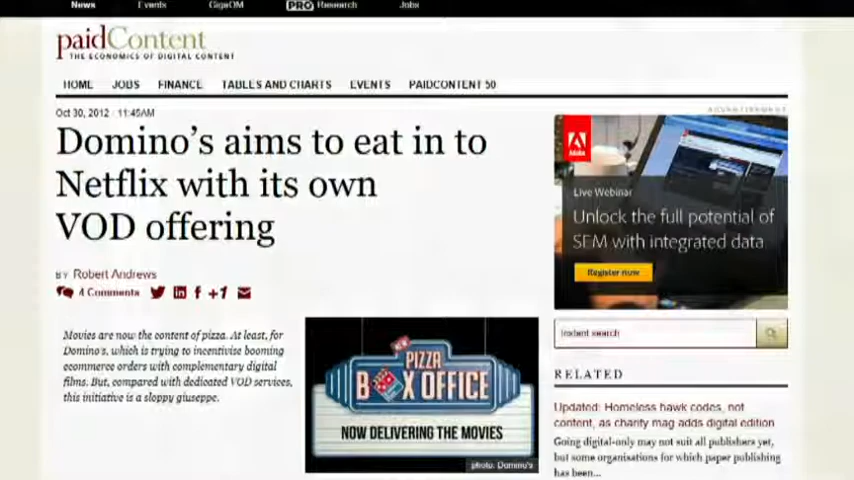 News Events GigaOM PRO Research Jobs
paidContent
THE ECONOMICS OF DIGITAL CONTENT
HOME JOBS FINANCE TABLES AND CHARTS EVENTS PAIDCONTENT 50
Oct 30, 2012 11:45AM
ADVERTISEMENT
Domino's aims to eat in to
Netflix with its own
VOD offering
BY Robert Andrews
4 Comments
+1
Movies are now the content of pizza. At least, for
Domino's, which is trying to incentivise booming
ecommerce orders with complementary digital
films. But, compared with dedicated VOD services,
this initiative is a sloppy giuseppe.
NEW
PIZZA
BOX OFFICE
NOW DELIVERING THE MOVIES
photo: Domino's
Adobe
Live Webinar
Unlock the full potential of
SEM with integrated data
Register now
Instant search
RELATED
Updated: Homeless hawk codes, not
content, as charity mag adds digital edition
Going digital-only may not suit all publishers yet,
but some organisations for which paper publishing
has been...